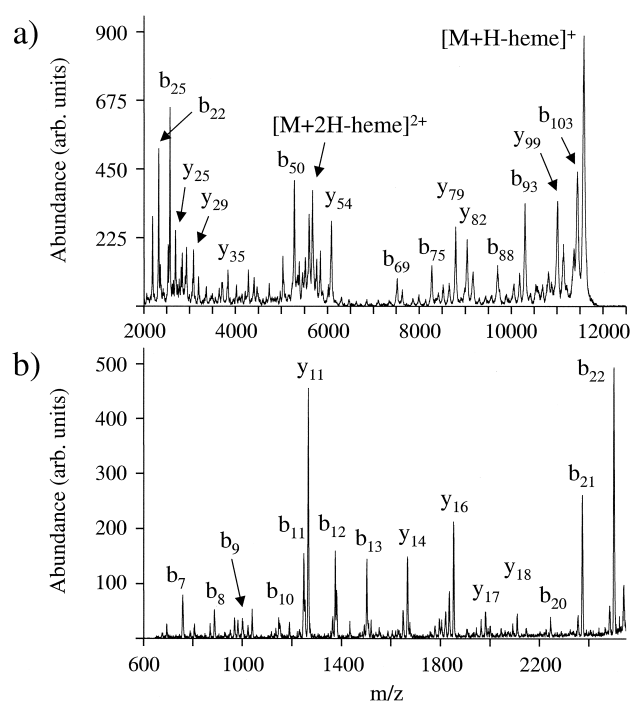 a)
Abundance (arb. units)
900
675
450
225
[M+H-heme]+
[M+2H-heme]2+
b25
b22
y25
y29
y35
b50
y54
b69
b75
y79
y82
b88
b93
y99
b103
2000 4000 6000 8000 10000 12000
b)
Abundance (arb. units)
500
400
300
200
100
b7
b8
b9
b10
b11
y11
b12
b13
y14
y16
y17
y18
b20
b21
b22
600 1000 1400 1800 2200
m/z